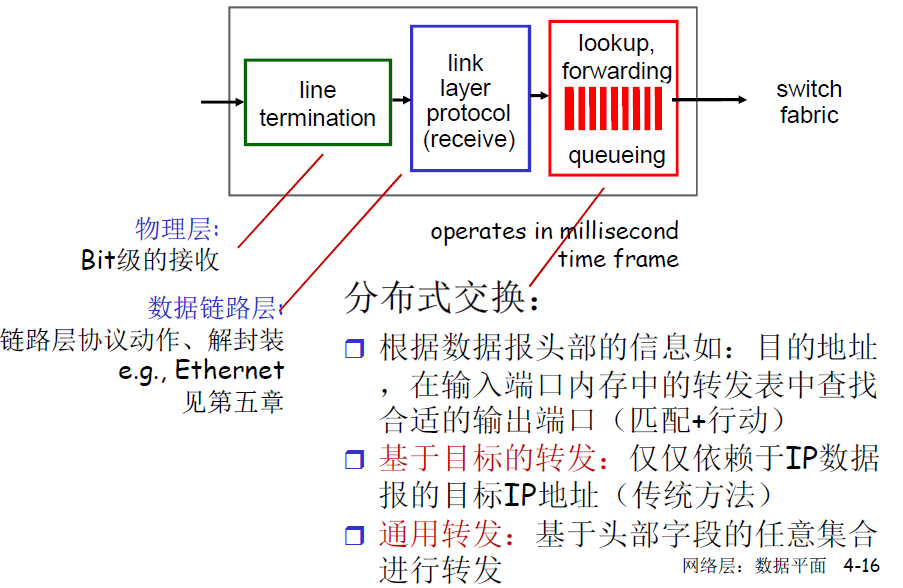 line
termination
link
layer
protocol
(receive)
lookup,
forwarding
queueing
switch
fabric
物理层:
Bit级的接收
数据链路层:
链路层协议动作、解封装
e.g., Ethernet
见第五章
operates in millisecond
time frame
分布式交换：
根据数据报头部的信息如：目的地址
，在输入端口内存中的转发表中查找
合适的输出端口（匹配+行动）
基于目标的转发：仅仅依赖于IP数据
报的目标IP地址（传统方法）
通用转发：基于头部字段的任意集合
进行转发
网络层：数据平面 4-16